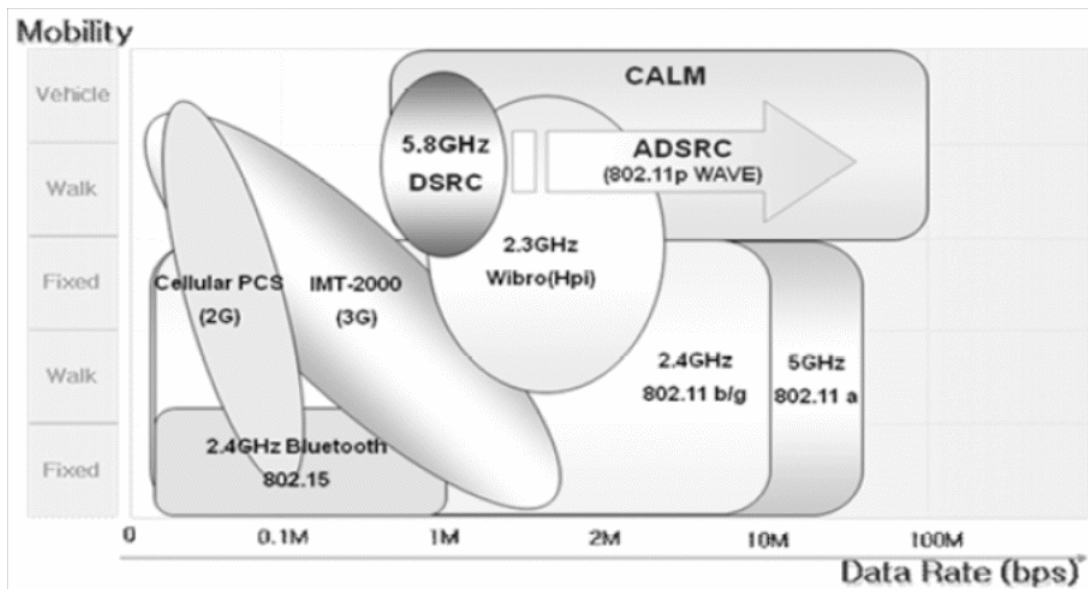 Mobility
Vehicle
Walk
Fixed
Walk
Fixed
CALM
5.8GHz
DSRC
ADSRC
(802.11p WAVE)
2.3GHz
Wibro(Hpi)
Cellular PCS
(2G)
IMT-2000
(3G)
2.4GHz
802.11 b/g
5GHz
802.11 a
2.4GHz Bluetooth
802.15
0 0.1M 1M 2M 10M 100M
Data Rate (bps)